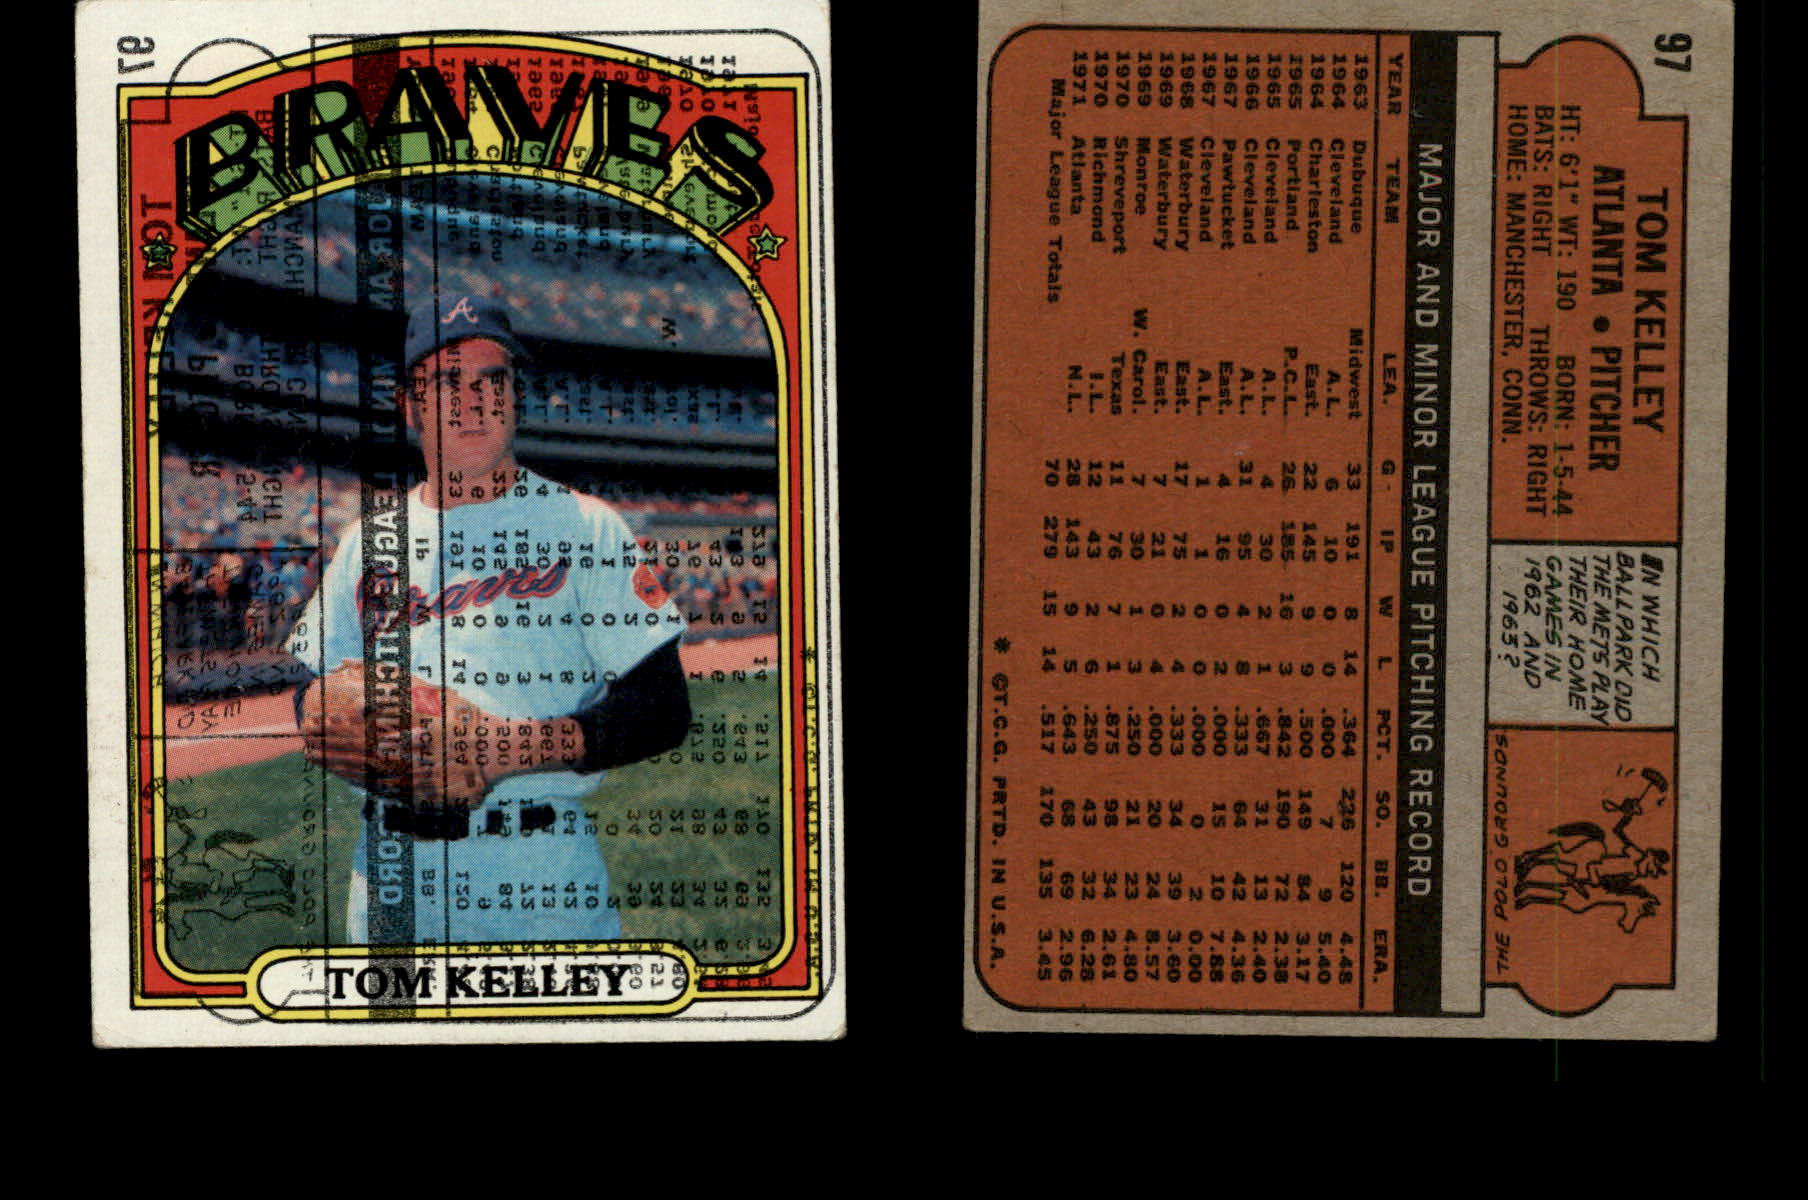 BRAVES
A
Braves
TOM KELLEY
97
TOM KELLEY
ATLANTA • PITCHER
HT: 6'1" WT: 190 BORN: 1-5-44
BATS: RIGHT THROWS: RIGHT
HOME: MANCHESTER, CONN.
IN WHICH
BALLPARK DID
THE METS PLAY
THEIR HOME
GAMES IN
1962 AND
1963?
THE POLO GROUNDS
MAJOR AND MINOR LEAGUE PITCHING RECORD
YEAR TEAM LEA. G IP W L PCT. SO. BB. ERA.
1963 Dubuque Midwest 33 191 8 14 .364 226 120 4.48
1964 Cleveland A.L. 6 10 0 0 .000 7 9 5.40
1964 Charleston East. 22 145 9 9 .500 149 84 3.17
1965 Portland P.C.L. 26 185 16 3 .842 190 72 2.38
1965 Cleveland A.L. 4 30 2 1 .667 31 13 2.40
1966 Cleveland A.L. 31 95 4 8 .333 64 42 4.36
1967 Pawtucket East. 4 16 0 2 .000 15 10 7.88
1967 Cleveland A.L. 1 1 0 0 .000 0 2 0.00
1968 Waterbury East. 17 75 2 4 .333 34 39 3.60
1969 Waterbury East. 7 21 0 4 .000 20 24 8.57
1969 Monroe W. Carol. 7 30 1 3 .250 21 23 4.80
1970 Shreveport Texas 11 76 7 1 .875 98 34 2.61
1970 Richmond I.L. 12 43 2 6 .250 43 32 6.28
1971 Atlanta N.L. 28 143 9 5 .643 68 69 2.96
Major League Totals 70 279 15 14 .517 170 135 3.45
* ©T.C.G. PRTD. IN U.S.A.